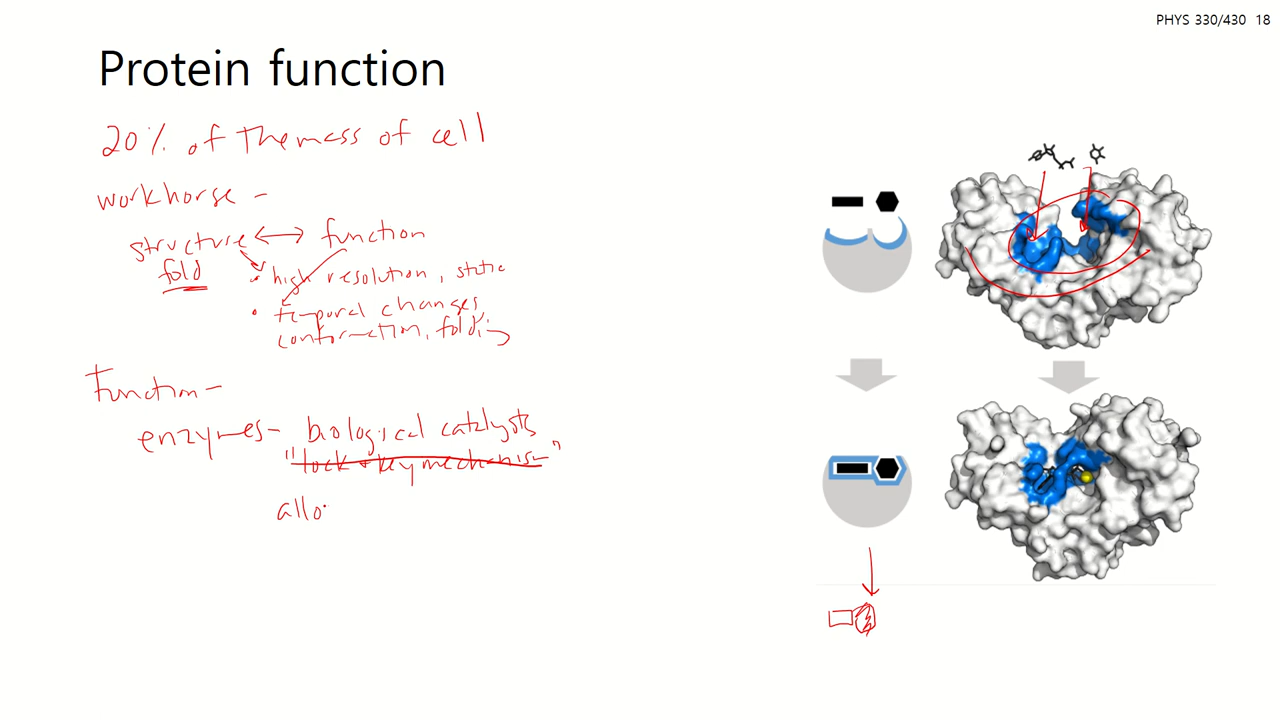 PHYS 330/430 18
Protein function
20% of the mass of cell
workhorse -
structure ↔ function
fold
• high resolution, static
• temporal changes,
conformation, folding
Function -
enzymes - biological catalysts
"lock + key mechanism"
allo